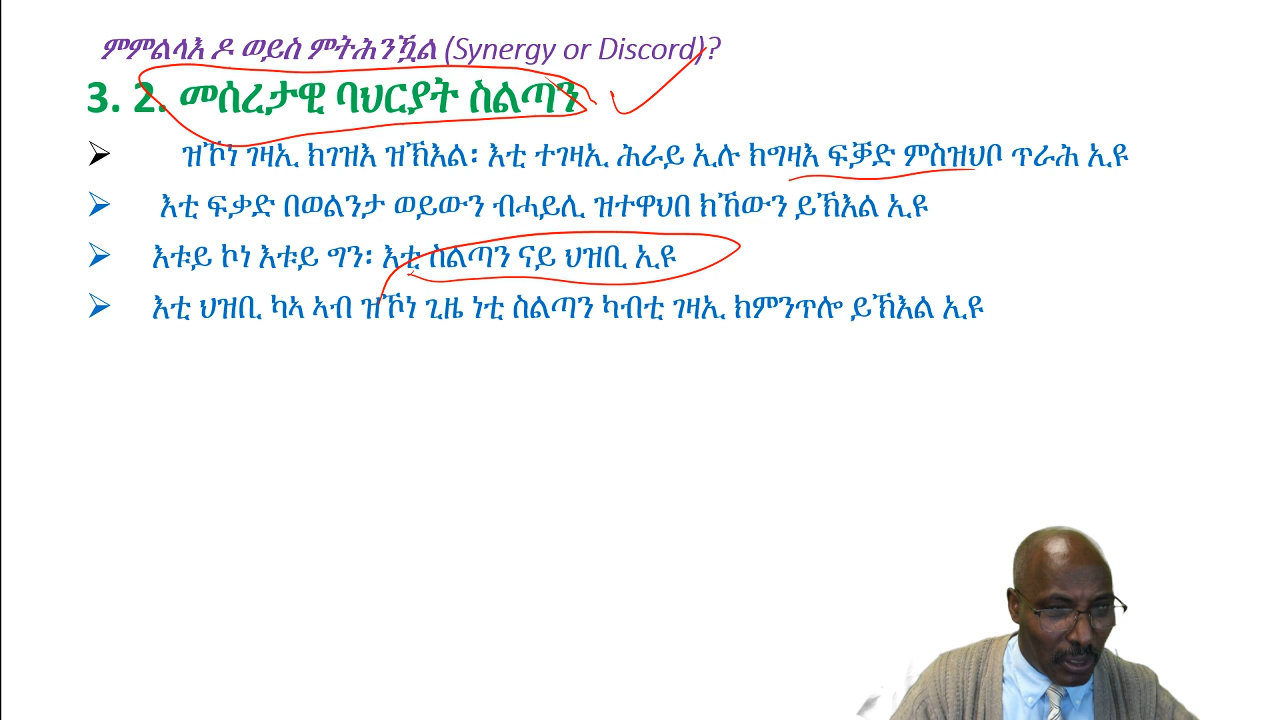 ምምልላእ ዶ ወይስ ምትሕንኳል (Synergy or Discord)?
3. 2. መሰረታዊ ባህርያት ስልጣን
ዝኾነ ገዛኢ ክገዝእ ዝኽእል፡ እቲ ተገዛኢ ሕራይ ኢሉ ክግዛእ ፍቓድ ምስዝህቦ ጥራሕ ኢዩ
እቲ ፍቃድ በወልንታ ወይውን ብሓይሊ ዝተዋህበ ክኸውን ይኽእል ኢዩ
እቱይ ኮነ እቱይ ግን፡ እቲ ስልጣን ናይ ህዝቢ ኢዩ
እቲ ህዝቢ ካኣ ኣብ ዝኾነ ጊዜ ነቲ ስልጣን ካብቲ ገዛኢ ክምንጥሎ ይኽእል ኢዩ